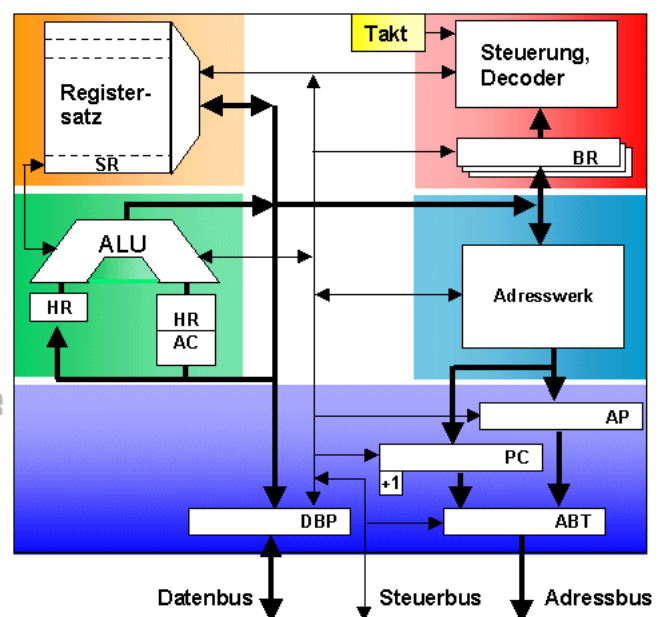 Takt
Steuerung,
Decoder
Register-
satz
SR
BR
ALU
HR
HR
AC
Adresswerk
AP
PC
+1
DBP
ABT
Datenbus
Steuerbus
Adressbus